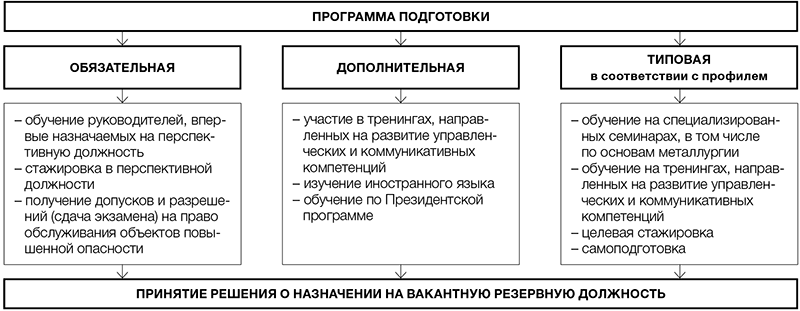 ПРОГРАММА ПОДГОТОВКИ
ОБЯЗАТЕЛЬНАЯ
– обучение руководителей, впер-
вые назначаемых на перспек-
тивную должность
– стажировка в перспективной
должности
– получение допусков и разреше-
ний (сдача экзамена) на право
обслуживания объектов повы-
шенной опасности
ДОПОЛНИТЕЛЬНАЯ
– участие в тренингах, направ-
ленных на развитие управлен-
ческих и коммуникативных
компетенций
– изучение иностранного языка
– обучение по Президентской
программе
ТИПОВАЯ
в соответствии с профилем
– обучение на специализирован-
ных семинарах, в том числе
по основам металлургии
– обучение на тренингах, направ-
ленных на развитие управлен-
ческих и коммуникативных
компетенций
– целевая стажировка
– самоподготовка
ПРИНЯТИЕ РЕШЕНИЯ О НАЗНАЧЕНИИ НА ВАКАНТНУЮ РЕЗЕРВНУЮ ДОЛЖНОСТЬ